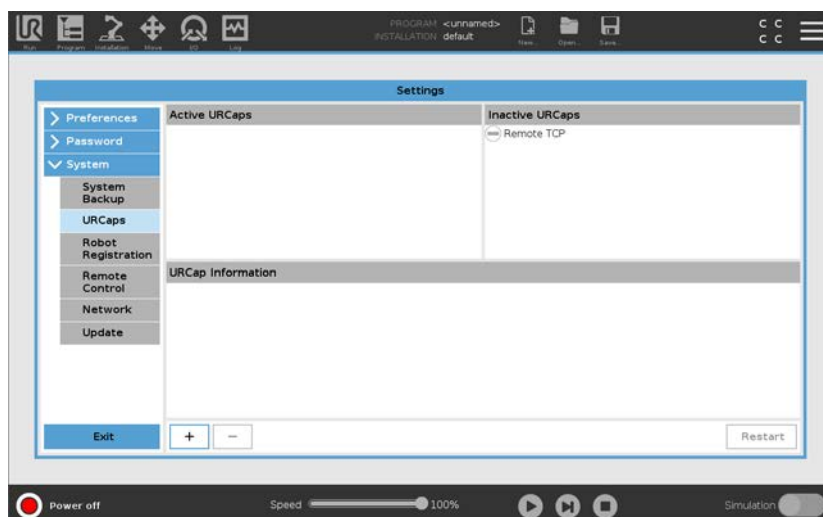 PROGRAM <unnamed>
INSTALLATION default
UR
Run
Program
Installation
Move
I/O
Log
New...
Open...
Save...
C C
C C
Settings
Preferences
Password
System
System
Backup
URCaps
Robot
Registration
Remote
Control
Network
Update
Exit
Active URCaps
Inactive URCaps
Remote TCP
URCap Information
+
−
Restart
Power off
Speed
100%
Simulation